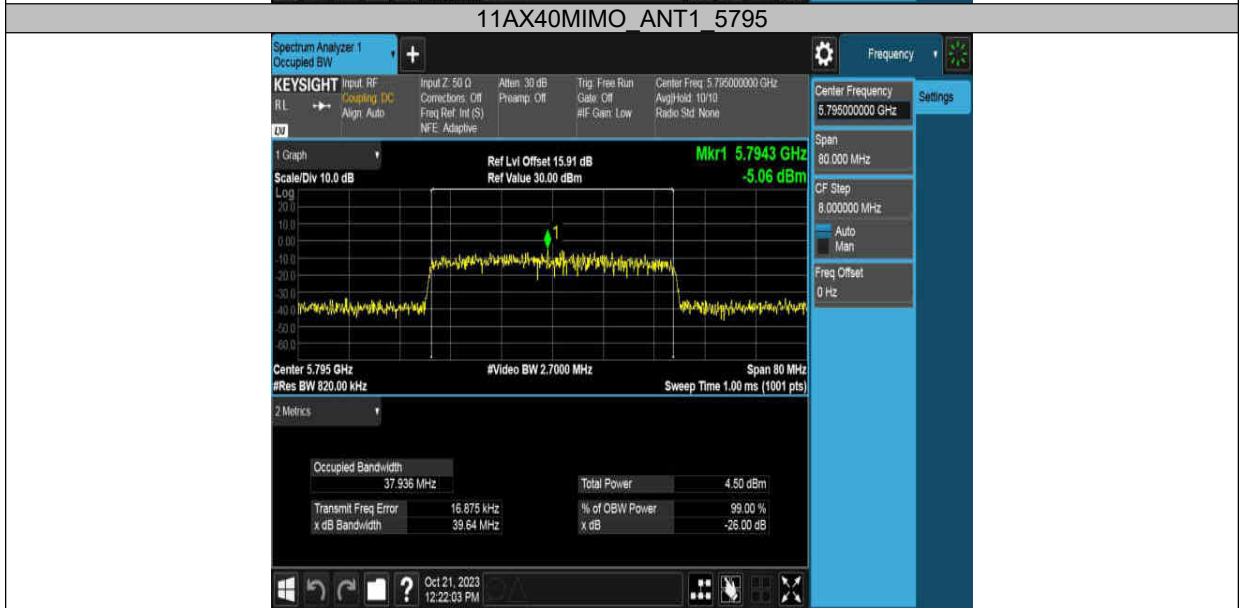 11AX40MIMO_ANT1_5795
Spectrum Analyzer 1
Occupied BW
Frequency
KEYSIGHT
RL
LXI
Input: RF
Coupling: DC
Align: Auto
Input Z: 50 Ω
Corrections: Off
Freq Ref: Int (S)
NFE: Adaptive
Atten: 30 dB
Preamp: Off
Trig: Free Run
Gate: Off
#IF Gain: Low
Center Freq: 5.795000000 GHz
Avg|Hold: 10/10
Radio Std: None
Center Frequency
5.795000000 GHz
Settings
Span
80.000 MHz
CF Step
8.000000 MHz
Auto
Man
Freq Offset
0 Hz
1 Graph
Scale/Div 10.0 dB
Ref Lvl Offset 15.91 dB
Ref Value 30.00 dBm
Mkr1 5.7943 GHz
-5.06 dBm
Log
20.0
10.0
0.00
-10.0
-20.0
-30.0
-40.0
-50.0
-60.0
1
Center 5.795 GHz
#Video BW 2.7000 MHz
Span 80 MHz
#Res BW 820.00 kHz
Sweep Time 1.00 ms (1001 pts)
2 Metrics
Occupied Bandwidth
37.936 MHz
Total Power 4.50 dBm
Transmit Freq Error 16.875 kHz
% of OBW Power 99.00 %
x dB Bandwidth 39.64 MHz
x dB -26.00 dB
?
Oct 21, 2023
12:22:03 PM